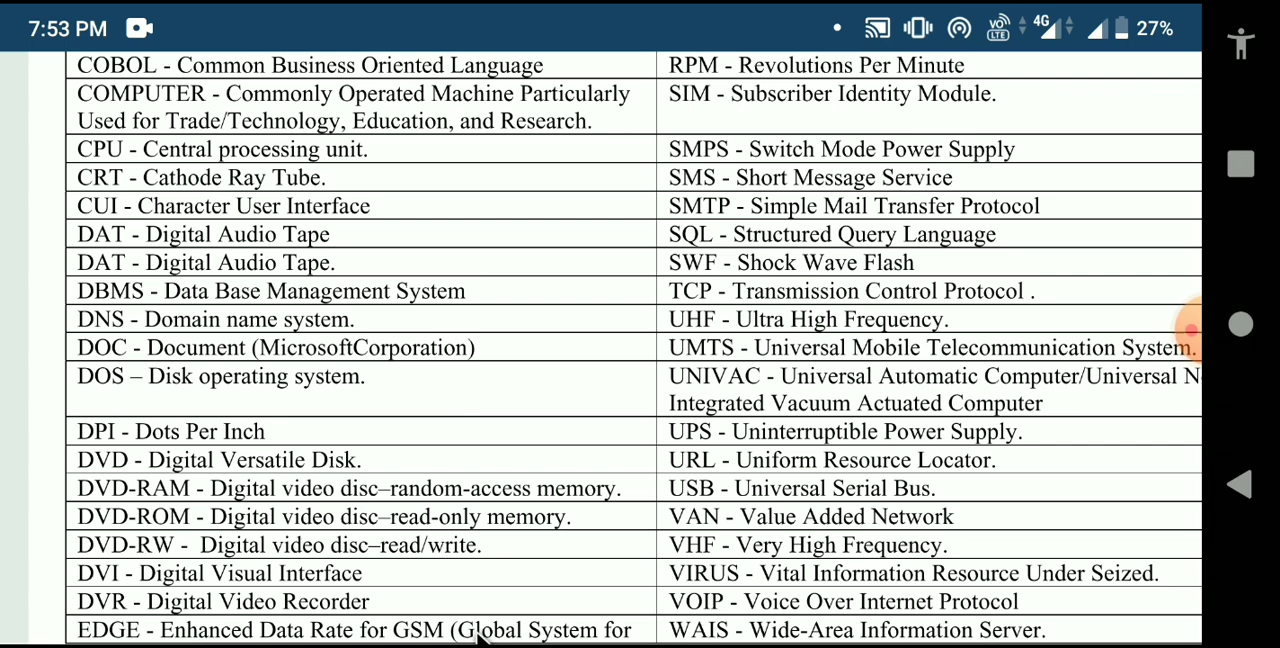 7:53 PM
VO LTE 4G 27%
COBOL - Common Business Oriented Language
COMPUTER - Commonly Operated Machine Particularly
Used for Trade/Technology, Education, and Research.
CPU - Central processing unit.
CRT - Cathode Ray Tube.
CUI - Character User Interface
DAT - Digital Audio Tape
DAT - Digital Audio Tape.
DBMS - Data Base Management System
DNS - Domain name system.
DOC - Document (MicrosoftCorporation)
DOS – Disk operating system.
DPI - Dots Per Inch
DVD - Digital Versatile Disk.
DVD-RAM - Digital video disc–random-access memory.
DVD-ROM - Digital video disc–read-only memory.
DVD-RW -  Digital video disc–read/write.
DVI - Digital Visual Interface
DVR - Digital Video Recorder
EDGE - Enhanced Data Rate for GSM (Global System for
RPM - Revolutions Per Minute
SIM - Subscriber Identity Module.
SMPS - Switch Mode Power Supply
SMS - Short Message Service
SMTP - Simple Mail Transfer Protocol
SQL - Structured Query Language
SWF - Shock Wave Flash
TCP - Transmission Control Protocol .
UHF - Ultra High Frequency.
UMTS - Universal Mobile Telecommunication System.
UNIVAC - Universal Automatic Computer/Universal N
Integrated Vacuum Actuated Computer
UPS - Uninterruptible Power Supply.
URL - Uniform Resource Locator.
USB - Universal Serial Bus.
VAN - Value Added Network
VHF - Very High Frequency.
VIRUS - Vital Information Resource Under Seized.
VOIP - Voice Over Internet Protocol
WAIS - Wide-Area Information Server.